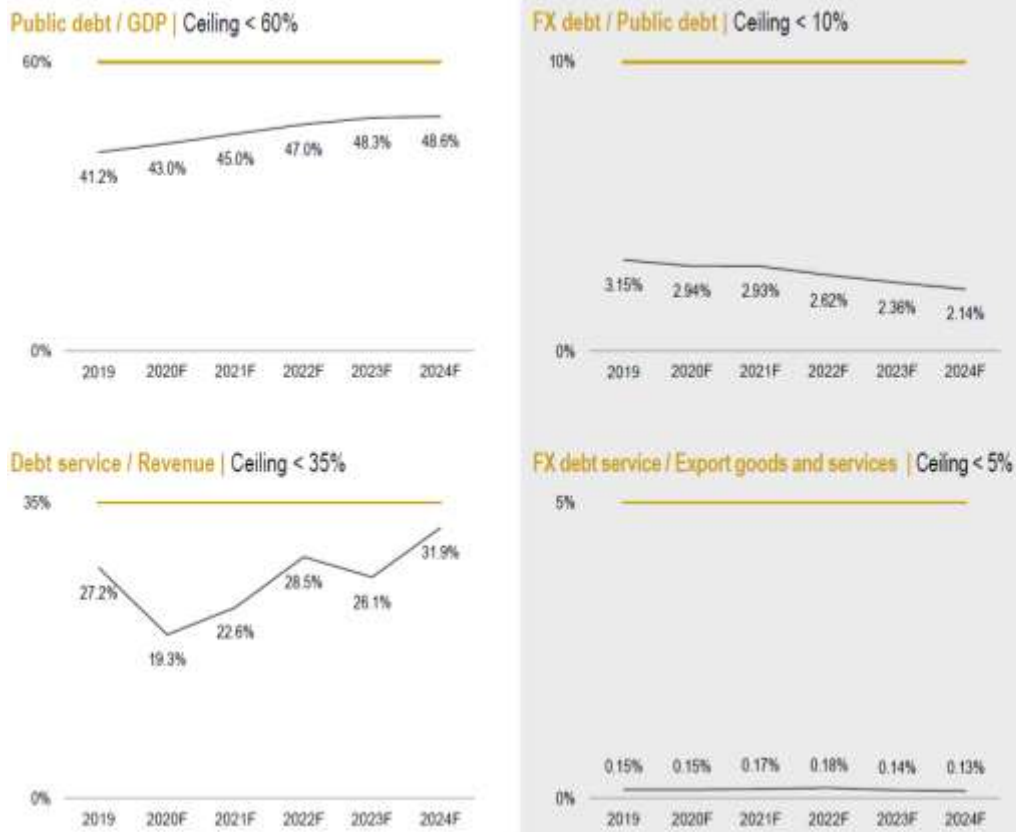 Public debt / GDP | Ceiling < 60%
60%
41.2%
43.0%
45.0%
47.0%
48.3%
48.6%
0%
2019 2020F 2021F 2022F 2023F 2024F
FX debt / Public debt | Ceiling < 10%
10%
3.15%
2.94%
2.93%
2.62%
2.36%
2.14%
0%
2019 2020F 2021F 2022F 2023F 2024F
Debt service / Revenue | Ceiling < 35%
35%
27.2%
19.3%
22.6%
28.5%
26.1%
31.9%
0%
2019 2020F 2021F 2022F 2023F 2024F
FX debt service / Export goods and services | Ceiling < 5%
5%
0.15% 0.15% 0.17% 0.18% 0.14% 0.13%
0%
2019 2020F 2021F 2022F 2023F 2024F